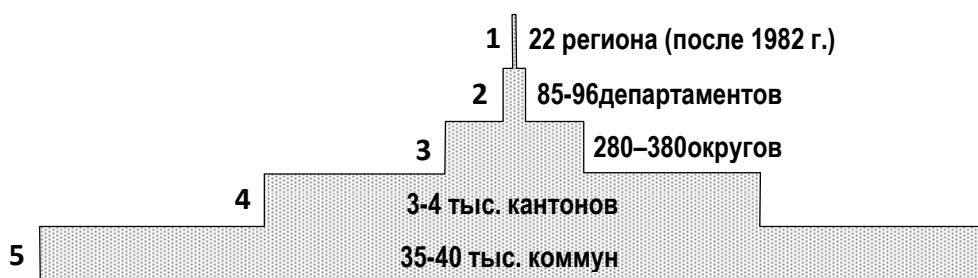 1 22 региона (после 1982 г.)
2 85-96департаментов
3 280–380округов
4 3-4 тыс. кантонов
5 35-40 тыс. коммун